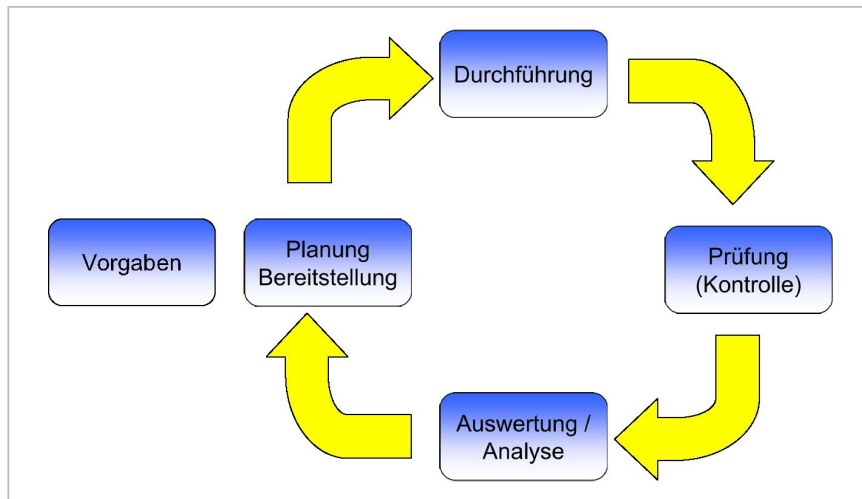 Durchführung
Vorgaben
Planung
Bereitstellung
Prüfung
(Kontrolle)
Auswertung /
Analyse